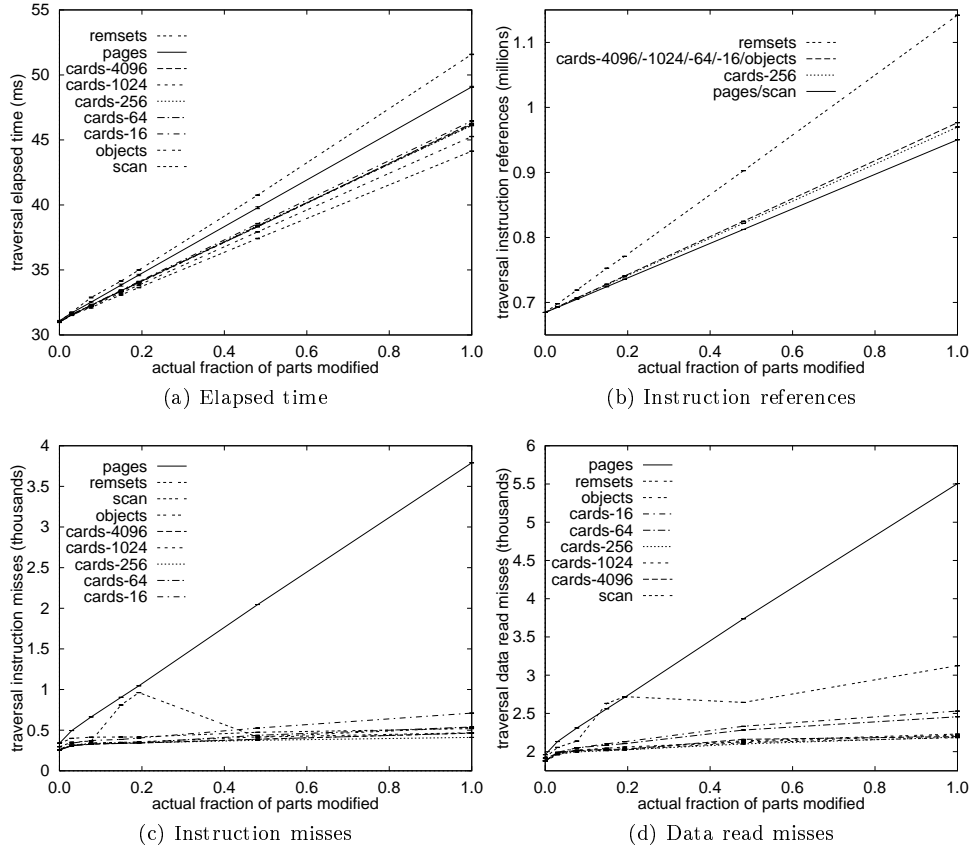 55
50
45
40
35
30
traversal elapsed time (ms)
remsets
pages
cards-4096
cards-1024
cards-256
cards-64
cards-16
objects
scan
0.0 0.2 0.4 0.6 0.8 1.0
actual fraction of parts modified
(a) Elapsed time
1.1
1
0.9
0.8
0.7
traversal instruction references (millions)
remsets
cards-4096/-1024/-64/-16/objects
cards-256
pages/scan
0.0 0.2 0.4 0.6 0.8 1.0
actual fraction of parts modified
(b) Instruction references
4
3.5
3
2.5
2
1.5
1
0.5
0
traversal instruction misses (thousands)
pages
remsets
scan
objects
cards-4096
cards-1024
cards-256
cards-64
cards-16
0.0 0.2 0.4 0.6 0.8 1.0
actual fraction of parts modified
(c) Instruction misses
6
5.5
5
4.5
4
3.5
3
2.5
2
traversal data read misses (thousands)
pages
remsets
objects
cards-16
cards-64
cards-256
cards-1024
cards-4096
scan
0.0 0.2 0.4 0.6 0.8 1.0
actual fraction of parts modified
(d) Data read misses